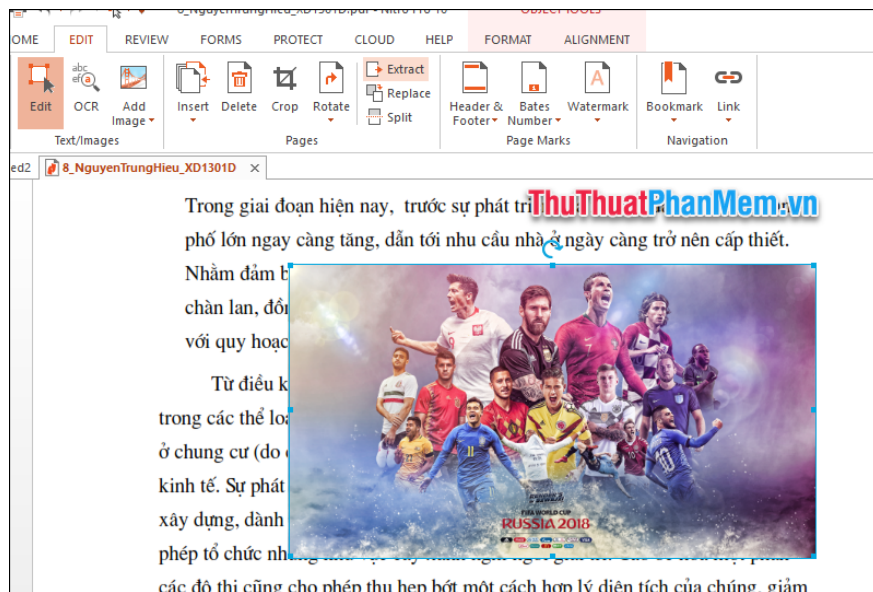 8_NguyenTrungHieu_XD1301D.pdf - Nitro Pro 10
OBJECT TOOLS
HOME EDIT REVIEW FORMS PROTECT CLOUD HELP FORMAT ALIGNMENT
Edit
abc
ef a
OCR
Add
Image
Insert
Delete
Crop
Rotate
Extract
Replace
Split
Header &
Footer
Bates
Number
Watermark
Bookmark
Link
Text/Images
Pages
Page Marks
Navigation
ed2
8_NguyenTrungHieu_XD1301D
ThuThuatPhanMem.vn
Trong giai đoạn hiện nay, trước sự phát
phố lớn ngay càng tăng, dẫn tới nhu cầu nhà ở ngày càng trở nên cấp thiết.
Nhằm đảm
chàn lan,
với quy
Từ điều
trong các thể
ở chung cư (do
kinh tế. Sự phát
xây dựng, dành
phép tổ chức
các đô thị cũng cho phép thu hẹp bớt một cách hợp lý diện tích của chúng, giảm
11
10
FIFA WORLD CUP
RUSSIA 2018